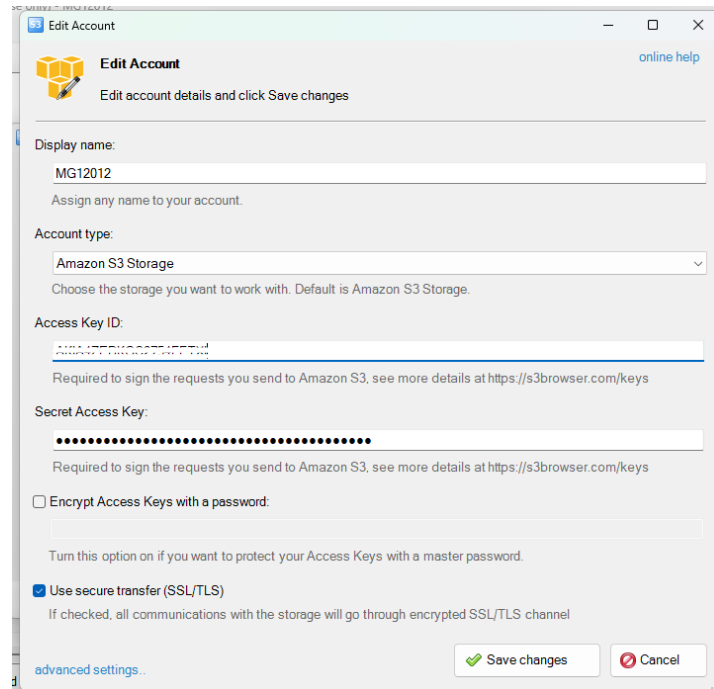 Edit Account
Edit Account
online help
Edit account details and click Save changes
Display name:
MG12012
Assign any name to your account.
Account type:
Amazon S3 Storage
Choose the storage you want to work with. Default is Amazon S3 Storage.
Access Key ID:
Required to sign the requests you send to Amazon S3, see more details at https://s3browser.com/keys
Secret Access Key:
Required to sign the requests you send to Amazon S3, see more details at https://s3browser.com/keys
Encrypt Access Keys with a password:
Turn this option on if you want to protect your Access Keys with a master password.
Use secure transfer (SSL/TLS)
If checked, all communications with the storage will go through encrypted SSL/TLS channel
advanced settings..
Save changes
Cancel